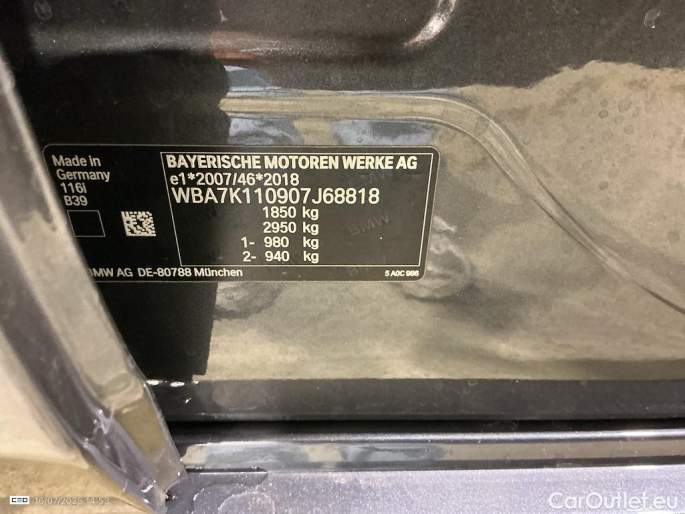 BAYERISCHE MOTOREN WERKE AG
e1*2007/46*2018
WBA7K110907J68818
1850 kg
2950 kg
1- 980 kg
2- 940 kg
Made in
Germany
116i
B39
BMW AG DE-80788 München
5 A0C 986
BMW
CarOutlet.eu